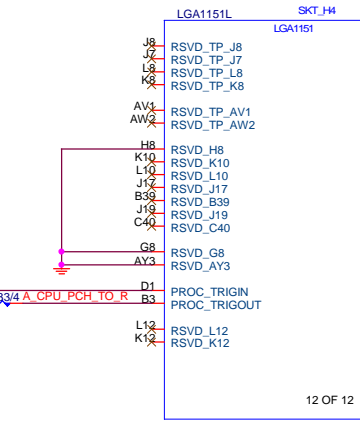 LGA1151L
SKT_H4
LGA1151
J8 RSVD_TP_J8
J7 RSVD_TP_J7
L8 RSVD_TP_L8
K8 RSVD_TP_K8
AV1 RSVD_TP_AV1
AW2 RSVD_TP_AW2
H8 RSVD_H8
K10 RSVD_K10
L10 RSVD_L10
J17 RSVD_J17
B39 RSVD_B39
J19 RSVD_J19
C40 RSVD_C40
G8 RSVD_G8
AY3 RSVD_AY3
D1 PROC_TRIGIN
3/4 A_CPU_PCH_TO_R B3 PROC_TRIGOUT
L12 RSVD_L12
K12 RSVD_K12
12 OF 12